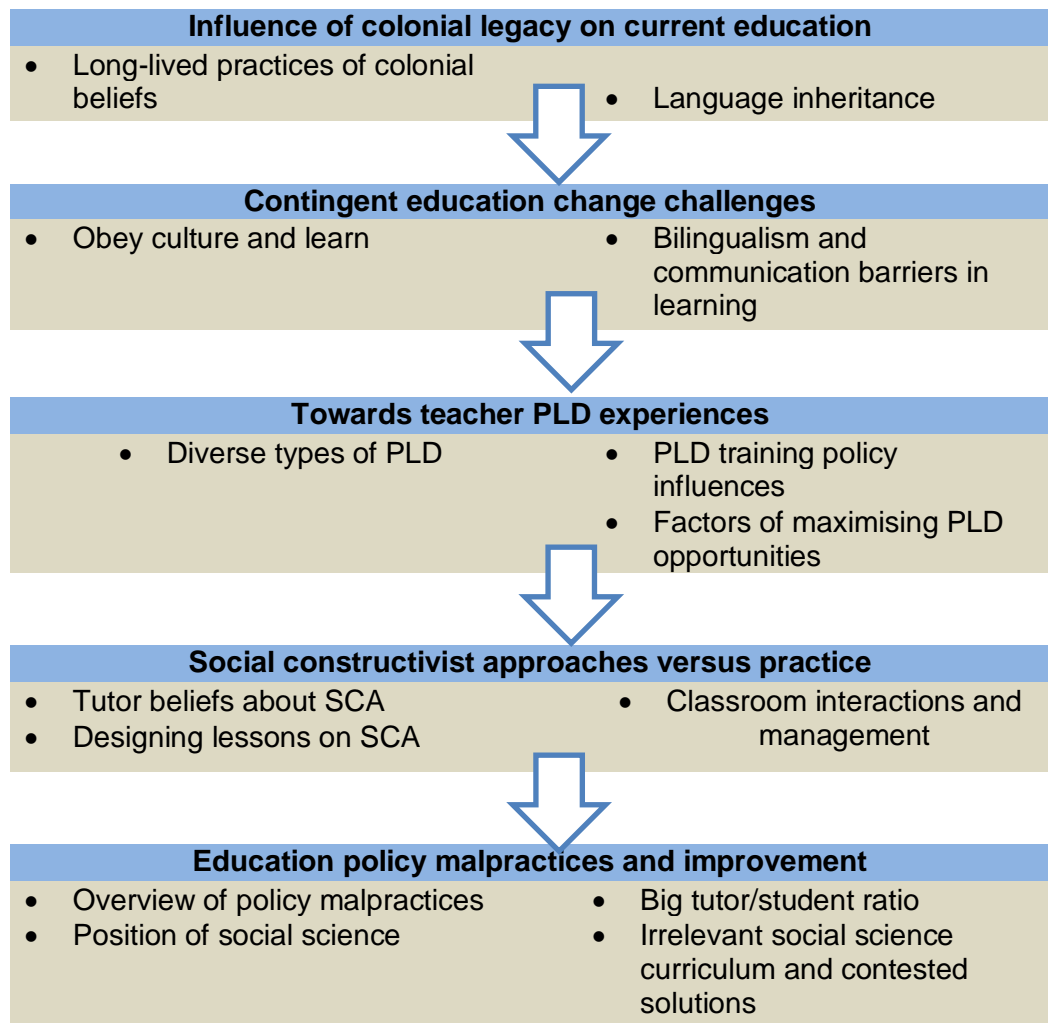 Influence of colonial legacy on current education
• Long-lived practices of colonial
beliefs
• Language inheritance
Contingent education change challenges
• Obey culture and learn
• Bilingualism and
communication barriers in
learning
Towards teacher PLD experiences
• Diverse types of PLD
• PLD training policy
influences
• Factors of maximising PLD
opportunities
Social constructivist approaches versus practice
• Tutor beliefs about SCA
• Designing lessons on SCA
• Classroom interactions and
management
Education policy malpractices and improvement
• Overview of policy malpractices
• Position of social science
• Big tutor/student ratio
• Irrelevant social science
curriculum and contested
solutions